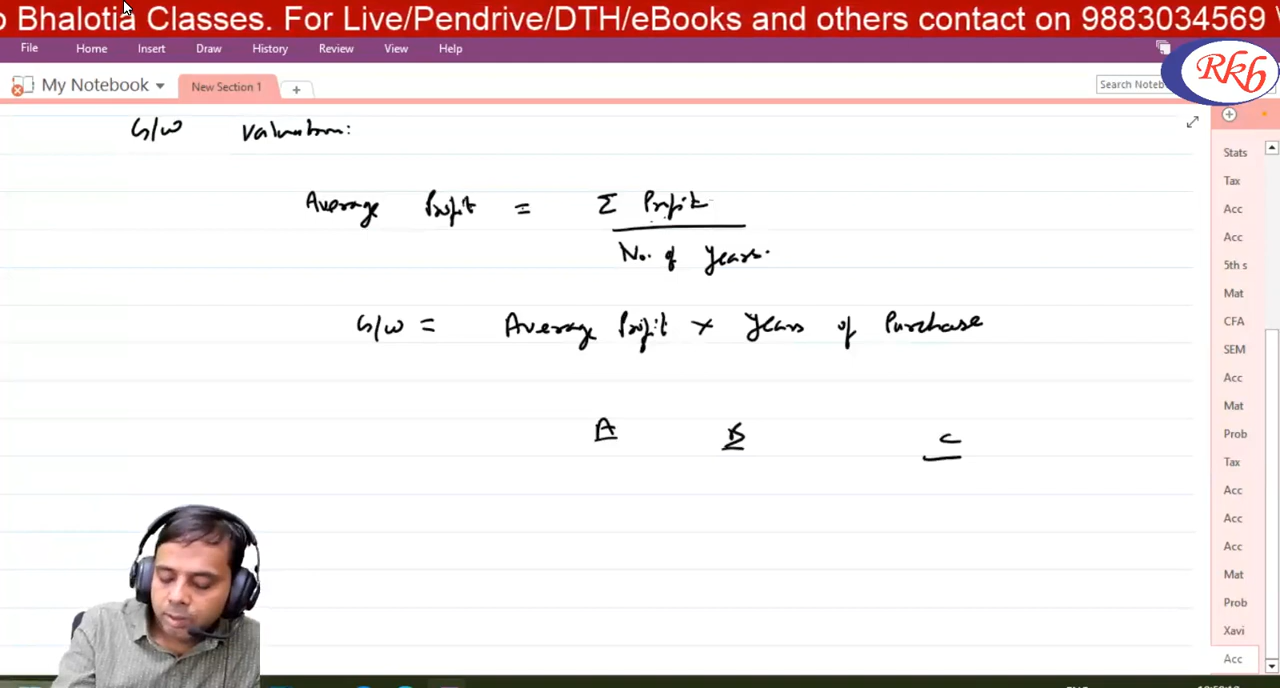 Bhalotia Classes. For Live/Pendrive/DTH/eBooks and others contact on 9883034569
File Home Insert Draw History Review View Help
Rkb
My Notebook New Section 1 + Search Noteb
G/W Valuation:
Average Profit = Σ Profit
No. of Years.
G/W = Average Profit × Years of Purchase
A B C
Stats
Tax
Acc
Acc
5th s
Mat
CFA
SEM
Acc
Mat
Prob
Tax
Acc
Acc
Acc
Mat
Prob
Xavi
Acc